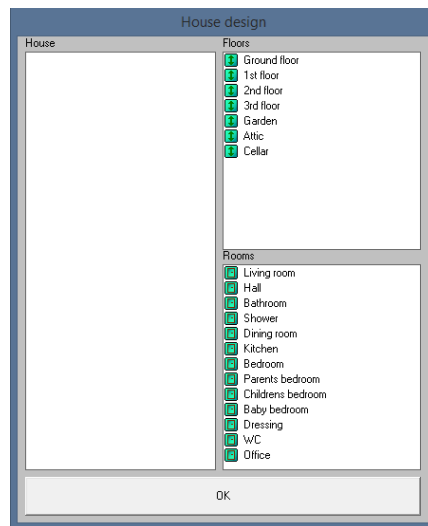 House design
House
Floors
Ground floor
1st floor
2nd floor
3rd floor
Garden
Attic
Cellar
Rooms
Living room
Hall
Bathroom
Shower
Dining room
Kitchen
Bedroom
Parents bedroom
Childrens bedroom
Baby bedroom
Dressing
WC
Office
OK